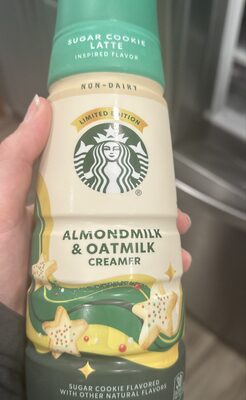 SUGAR COOKIE
LATTE
INSPIRED FLAVOR
NON-DAIRY
LIMITED EDITION
ALMONDMILK
& OATMILK
CREAMER
SUGAR COOKIE FLAVORED
WITH OTHER NATURAL FLAVORS